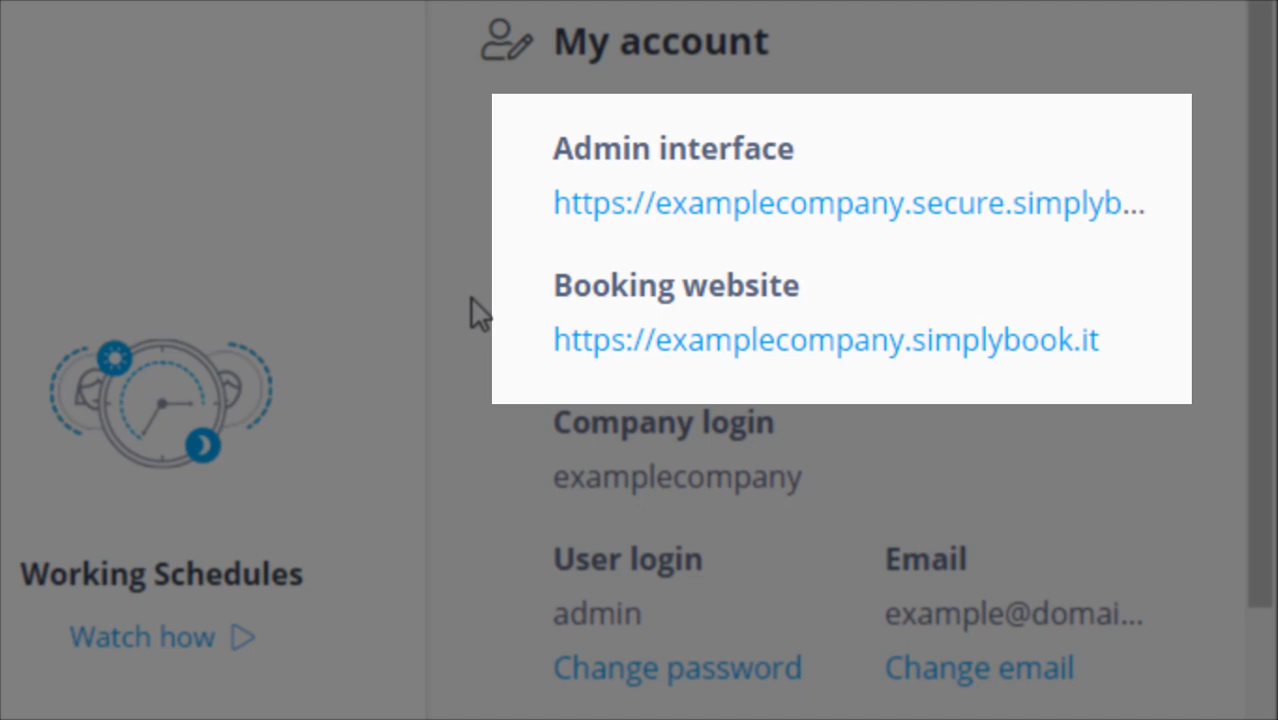 My account
Admin interface
https://examplecompany.secure.simplyb...
Booking website
https://examplecompany.simplybook.it
Company login
examplecompany
User login
admin
Change password
Email
example@domai...
Change email
Working Schedules
Watch how